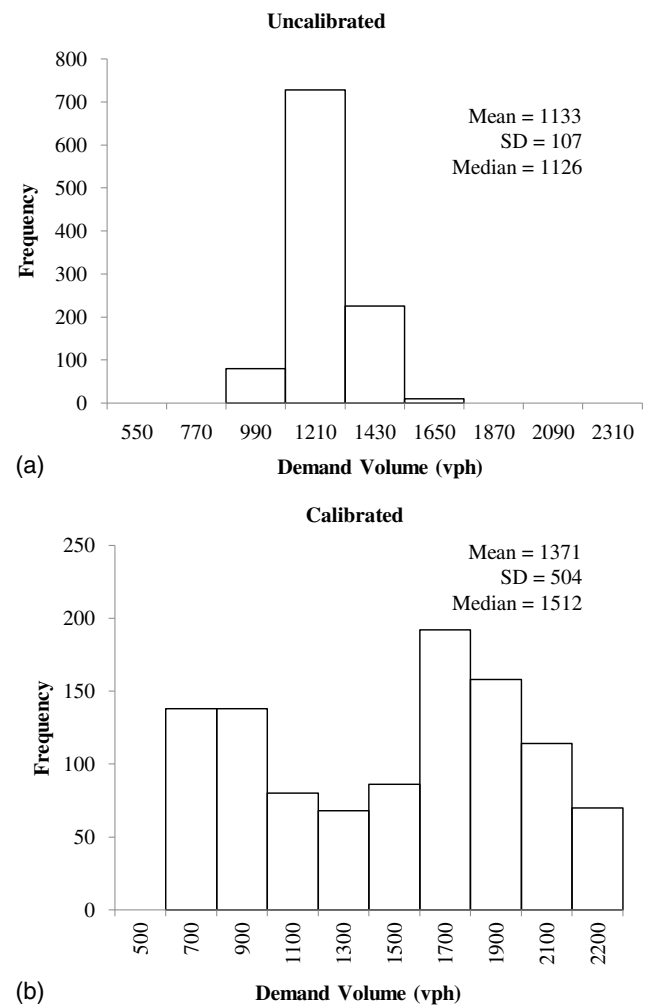 Uncalibrated
800
700
600
500
400
300
200
100
0
Frequency
Mean = 1133
SD = 107
Median = 1126
550 770 990 1210 1430 1650 1870 2090 2310
(a) Demand Volume (vph)
Calibrated
250
200
150
100
50
0
Frequency
Mean = 1371
SD = 504
Median = 1512
500 700 900 1100 1300 1500 1700 1900 2100 2200
(b) Demand Volume (vph)